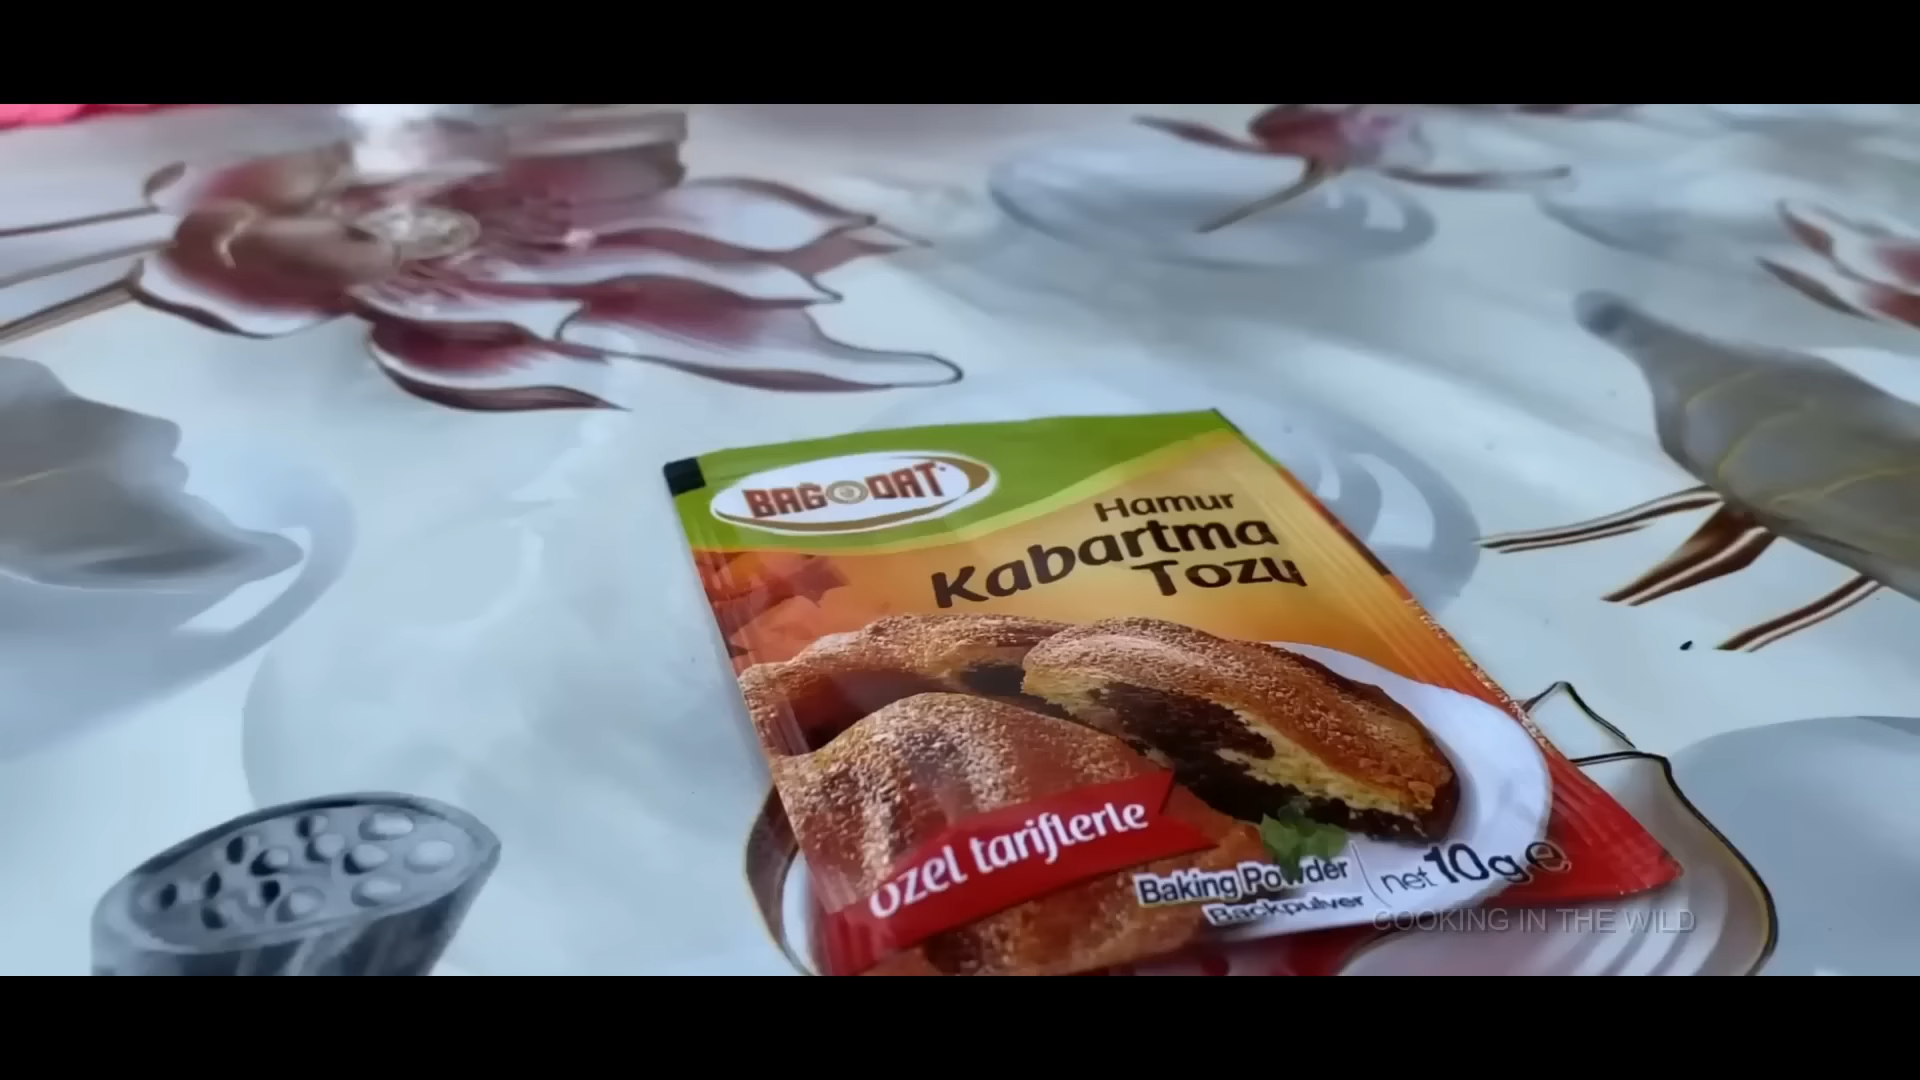 BAĞDAT
Hamur
Kabartma
Tozu
özel tariflerle
Baking Powder
Backpulver
net 10g e
COOKING IN THE WILD